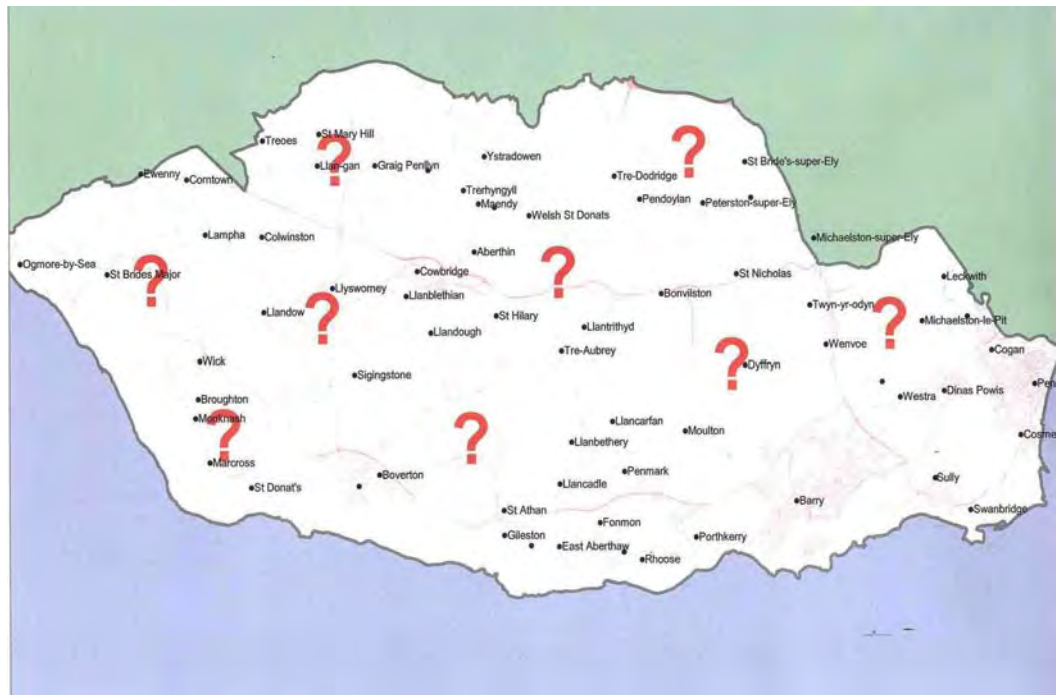 St Mary Hill
Treoes
?
?
Ystradowen
St Bride's-super-Ely
Llan-gan
Graig Penllyn
Ewenny
Corntown
Tre-Dodridge
Trerhyngyll
Pendoylan
Peterston-super-Ely
Maendy
Welsh St Donats
Lampha
Colwinston
Michaelston-super-Ely
Aberthin
Ogmore-by-Sea
St Brides Major
?
Cowbridge
?
St Nicholas
Leckwith
Llysworney
Llanblethian
Bonvilston
Twyn-yr-odyn
?
Llandow
?
St Hilary
Michaelston-le-Pit
Llandough
Llantrithyd
Wenvoe
Cogan
Tre-Aubrey
Wick
?
Dyffryn
Sigingstone
Pen
Dinas Powis
Westra
Broughton
Monknash
?
?
Llancarfan
Moulton
Cosme
Llanbethery
Marcross
Penmark
Boverton
Sully
St Donat's
Llancadle
Barry
St Athan
Swanbridge
Fonmon
Gileston
Porthkerry
East Aberthaw
Rhoose